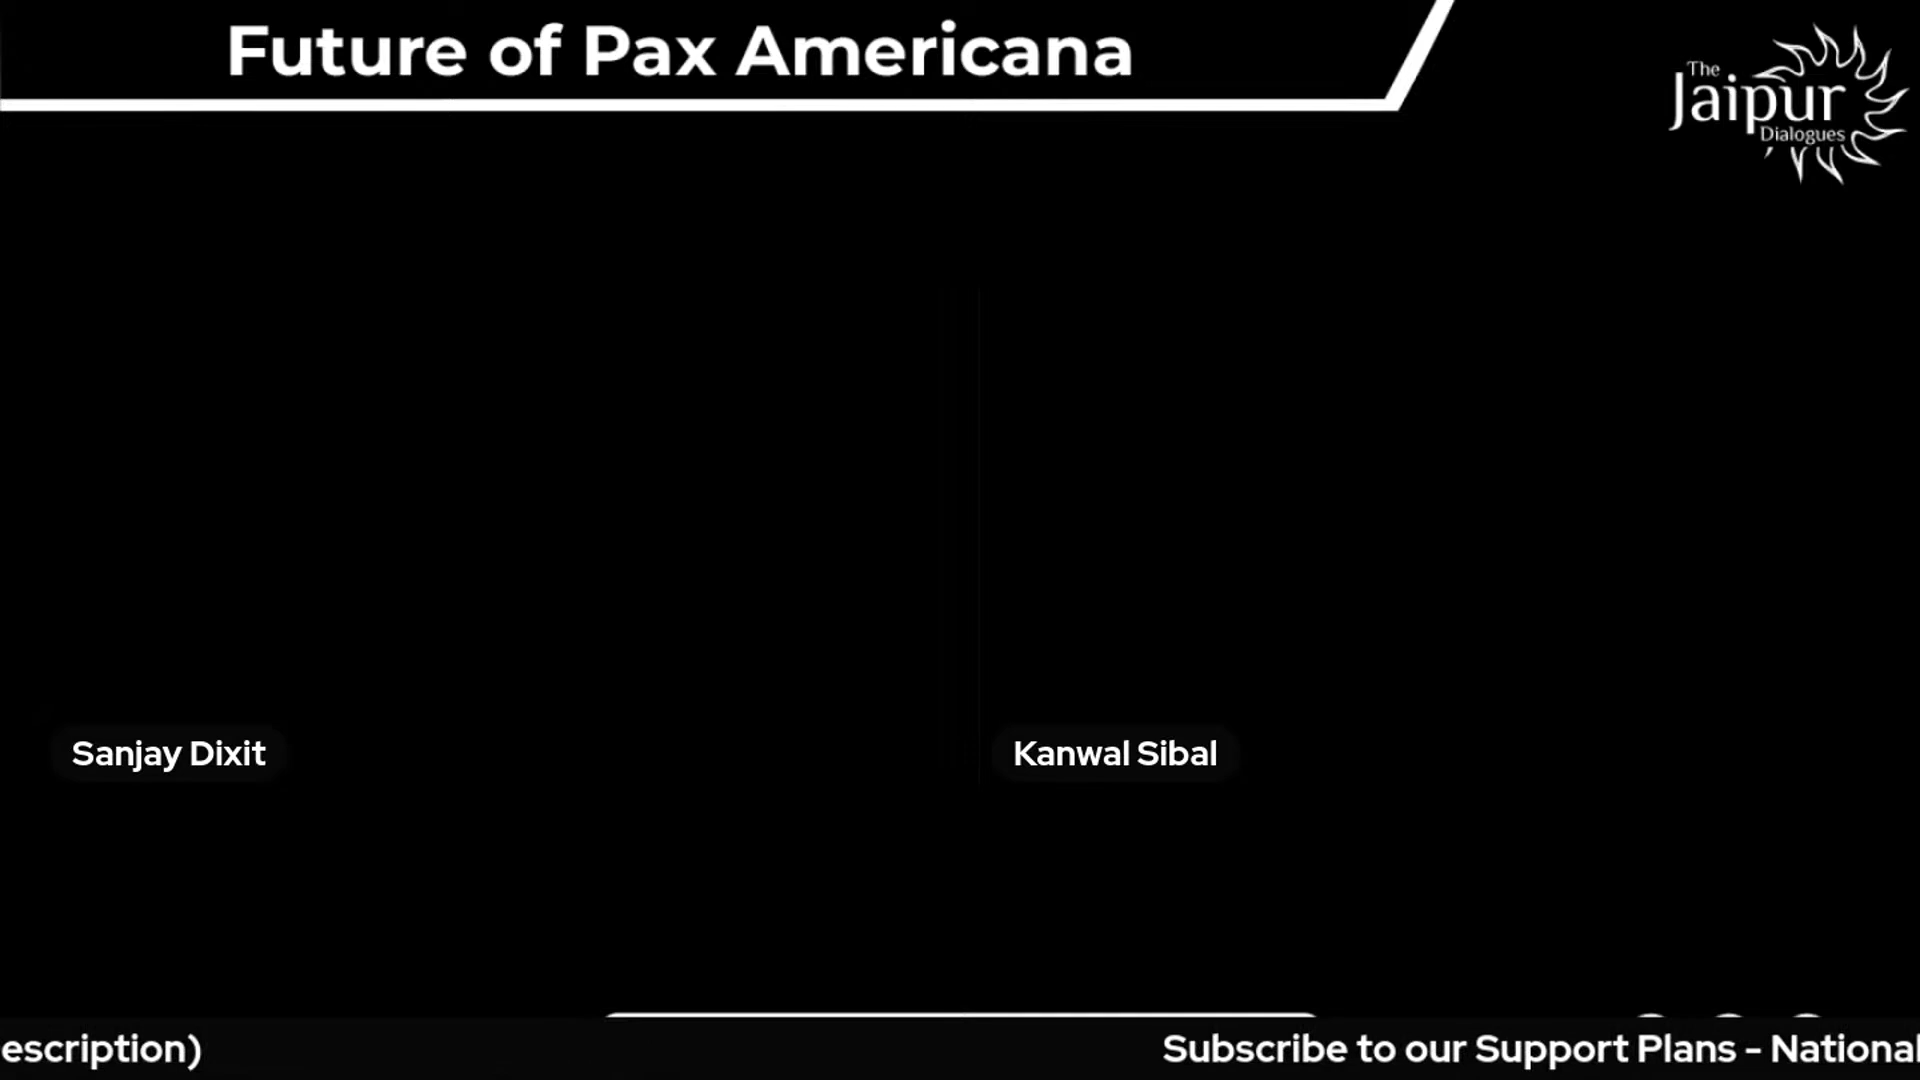 Future of Pax Americana
The
Jaipur
Dialogues
Sanjay Dixit
Kanwal Sibal
escription)
Subscribe to our Support Plans - National